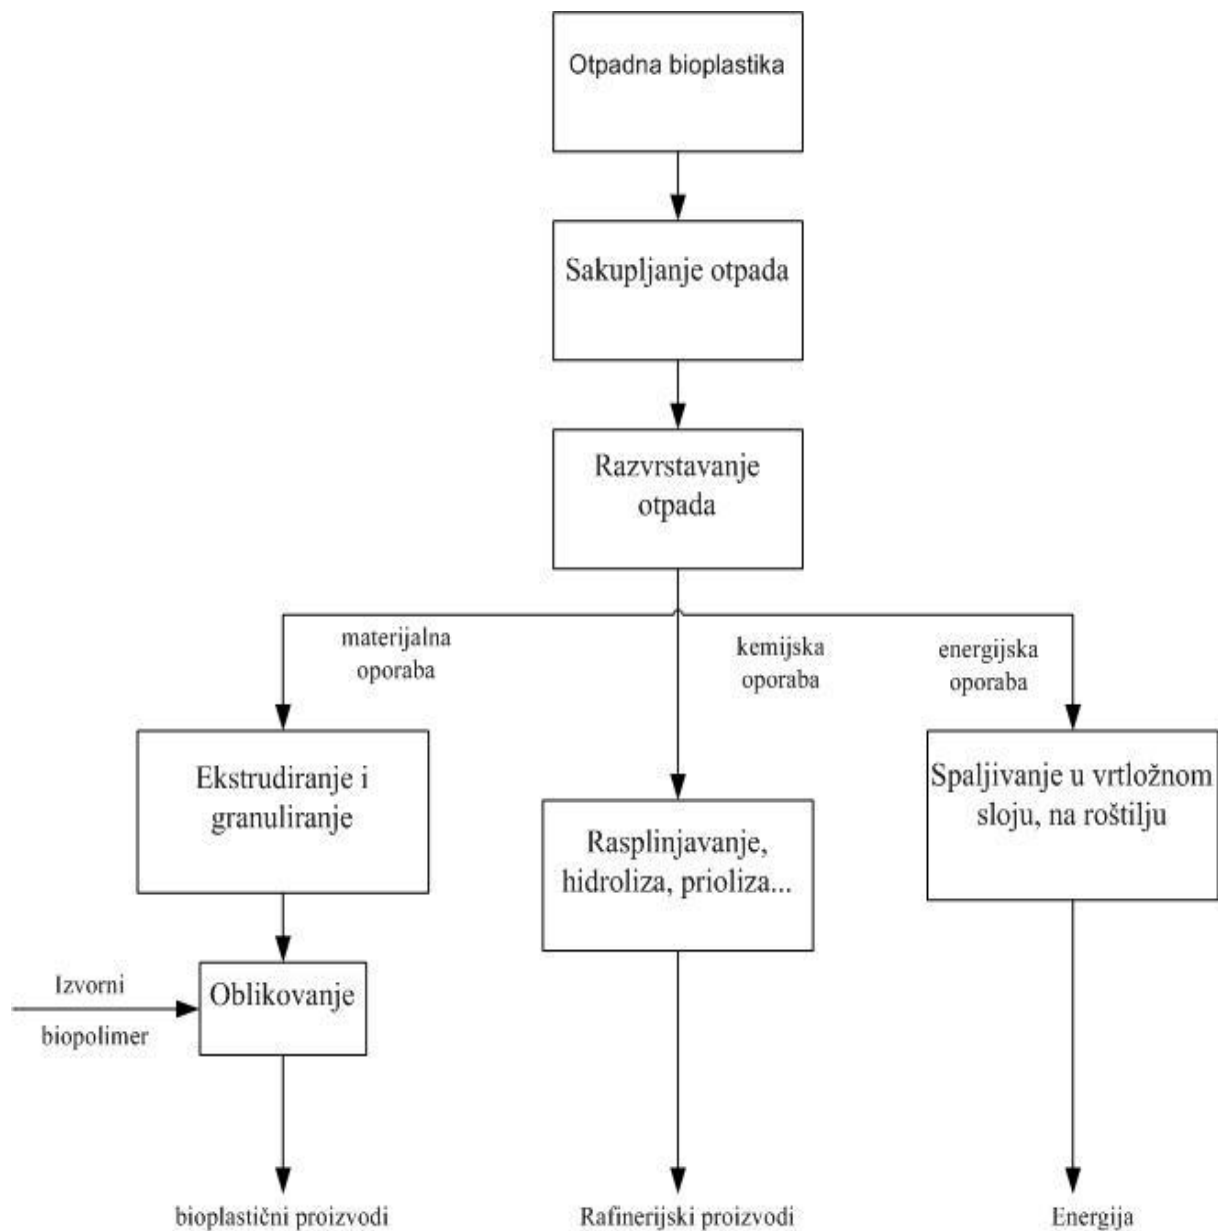 Otpadna bioplastika
Sakupljanje otpada
Razvrstavanje
otpada
materijalna
oporaba
kemijska
oporaba
energijska
oporaba
Ekstrudiranje i
granuliranje
Rasplinjavanje,
hidroliza, prioliza...
Spaljivanje u vrtložnom
sloju, na roštilju
Izvorni
biopolimer
Oblikovanje
bioplastični proizvodi
Rafinerijski proizvodi
Energija